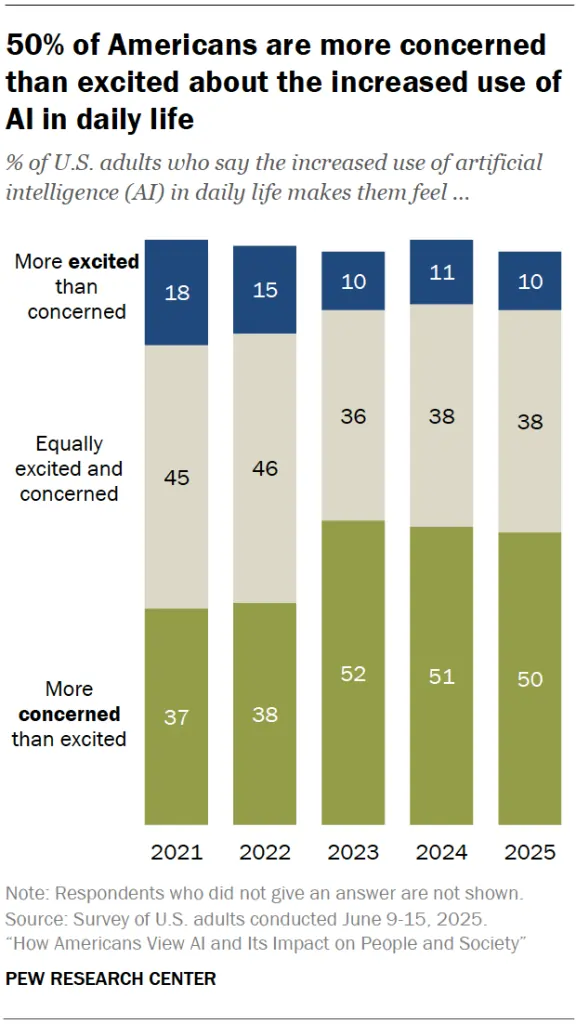 50% of Americans are more concerned
than excited about the increased use of
AI in daily life
% of U.S. adults who say the increased use of artificial
intelligence (AI) in daily life makes them feel ...
More excited
than
concerned
18
15
10
11
10
Equally
excited and
concerned
45
46
36
38
38
More
concerned
than excited
37
38
52
51
50
2021
2022
2023
2024
2025
Note: Respondents who did not give an answer are not shown.
Source: Survey of U.S. adults conducted June 9-15, 2025.
“How Americans View AI and Its Impact on People and Society”
PEW RESEARCH CENTER